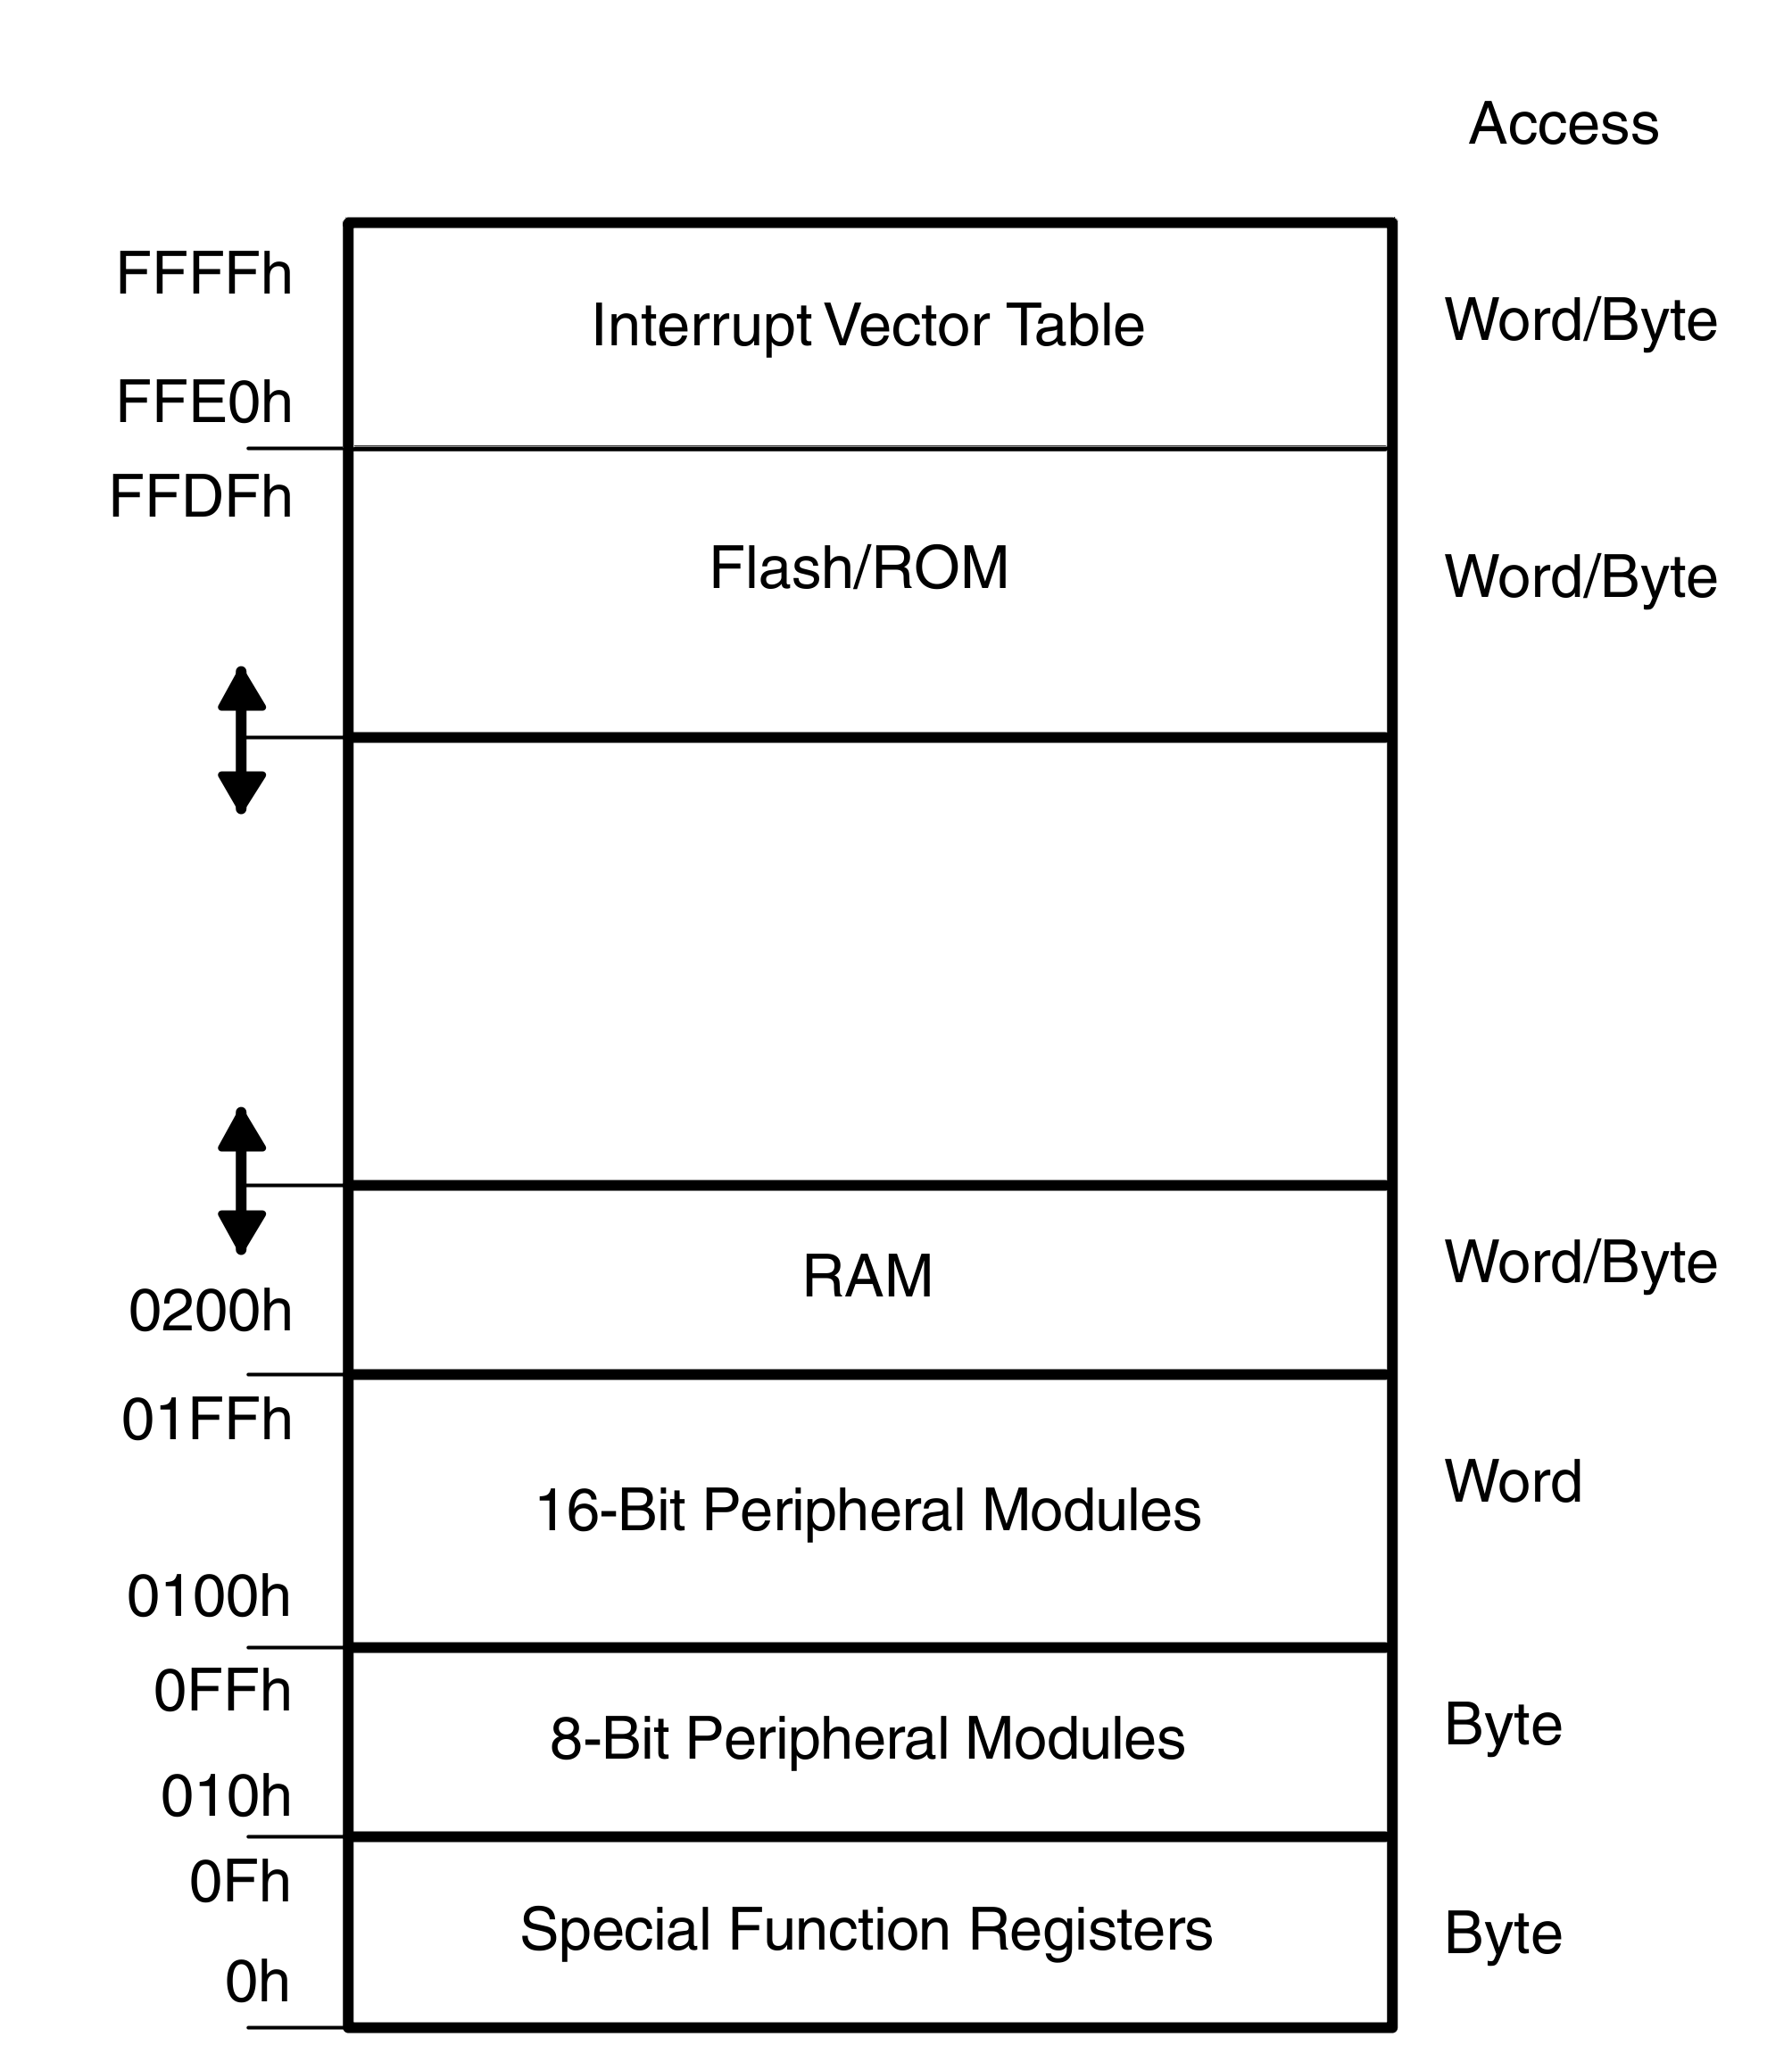 Access
FFFFh
Interrupt Vector Table
Word/Byte
FFE0h
FFDFh
Flash/ROM
Word/Byte
RAM
Word/Byte
0200h
01FFh
16-Bit Peripheral Modules
Word
0100h
0FFh
8-Bit Peripheral Modules
Byte
010h
0Fh
Special Function Registers
Byte
0h